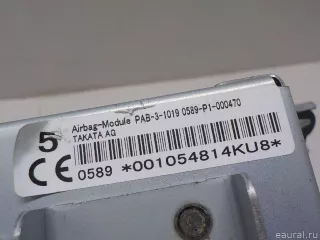 5
Airbag-Module PAB-3-1019 0589-P1-000470
TAKATA AG
CE 0589 *001054814KU8*
© eaural.ru